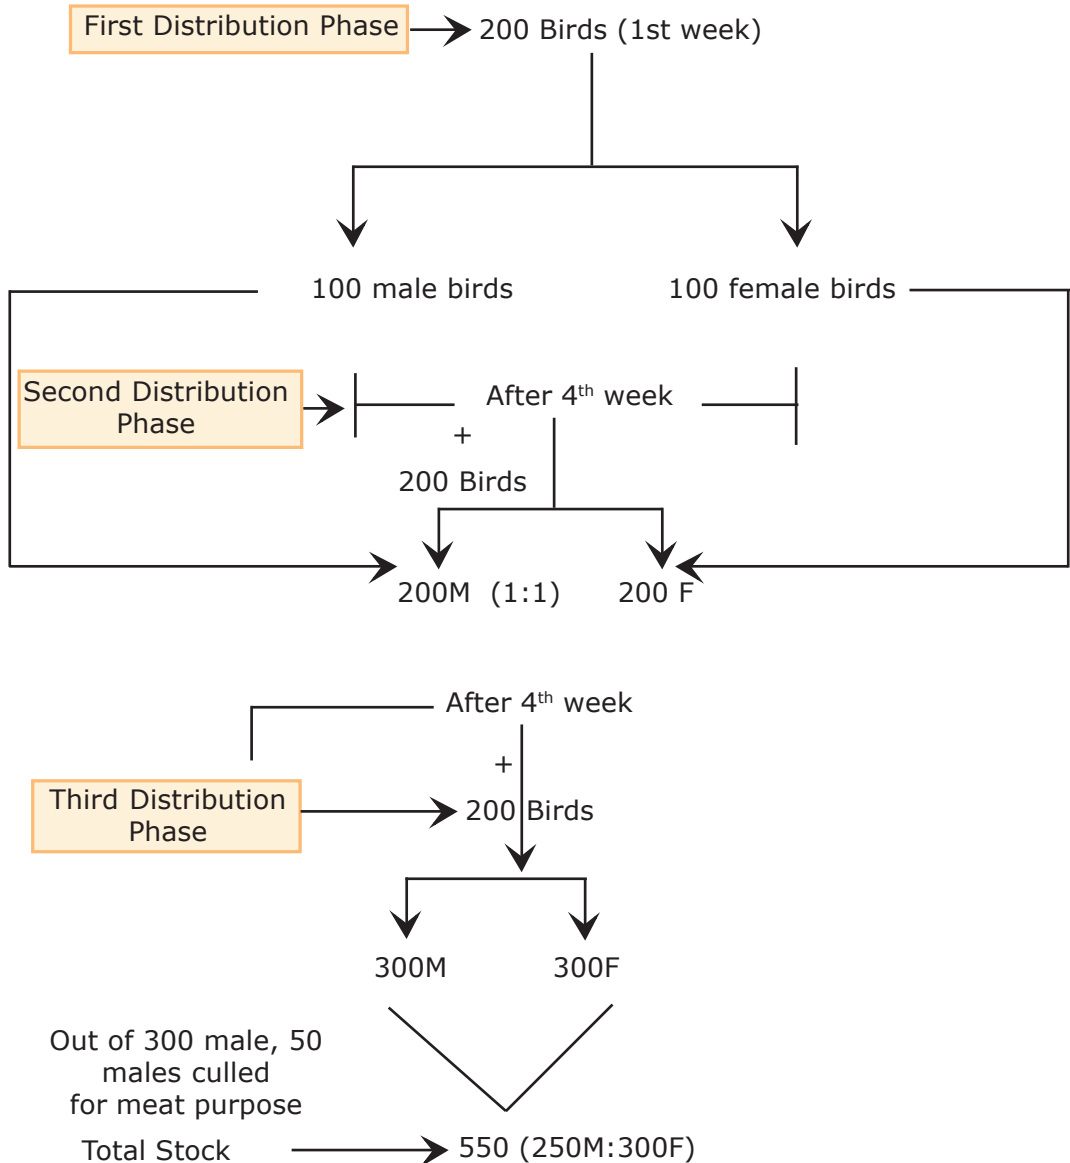 First Distribution Phase
200 Birds (1st week)
100 male birds
100 female birds
Second Distribution
Phase
After 4th week
+
200 Birds
200M (1:1)
200 F
After 4th week
+
Third Distribution
Phase
200 Birds
300M
300F
Out of 300 male, 50
males culled
for meat purpose
Total Stock
550 (250M:300F)